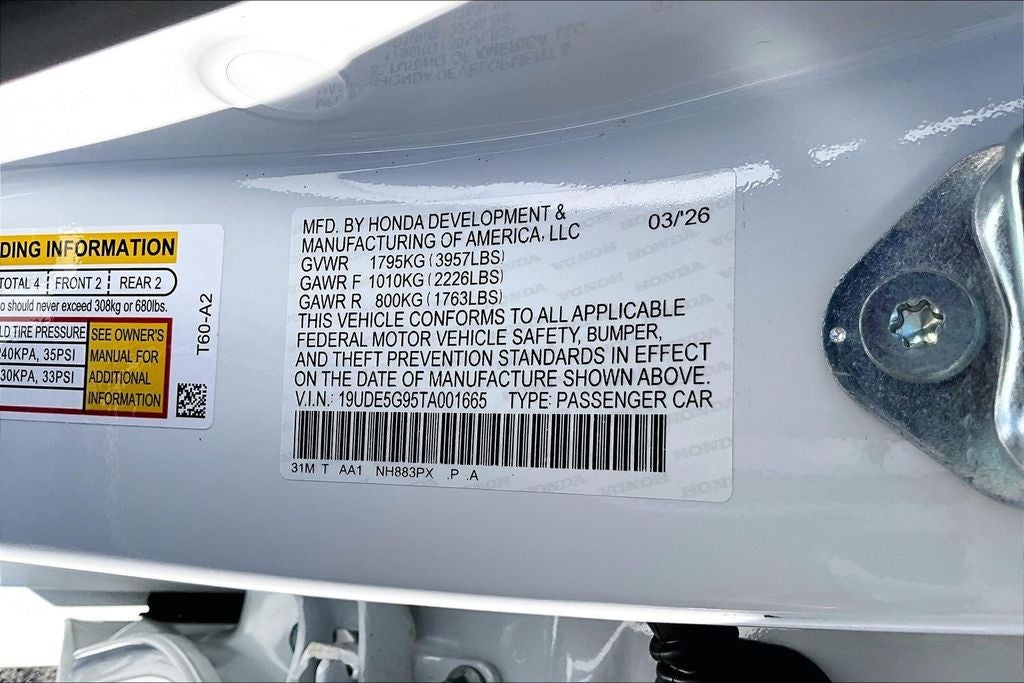 DING INFORMATION
TOTAL 4 FRONT 2 REAR 2
o should never exceed 308kg or 680lbs.
LD TIRE PRESSURE
240KPA, 35PSI
30KPA, 33PSI
SEE OWNER'S
MANUAL FOR
ADDITIONAL
INFORMATION
T60-A2
MFD. BY HONDA DEVELOPMENT &
MANUFACTURING OF AMERICA, LLC
03/'26
GVWR 1795KG (3957LBS)
GAWR F 1010KG (2226LBS)
GAWR R 800KG (1763LBS)
THIS VEHICLE CONFORMS TO ALL APPLICABLE
FEDERAL MOTOR VEHICLE SAFETY, BUMPER,
AND THEFT PREVENTION STANDARDS IN EFFECT
ON THE DATE OF MANUFACTURE SHOWN ABOVE.
V.I.N.: 19UDE5G95TA001665 TYPE: PASSENGER CAR
31M T AA1 NH883PX .P .A